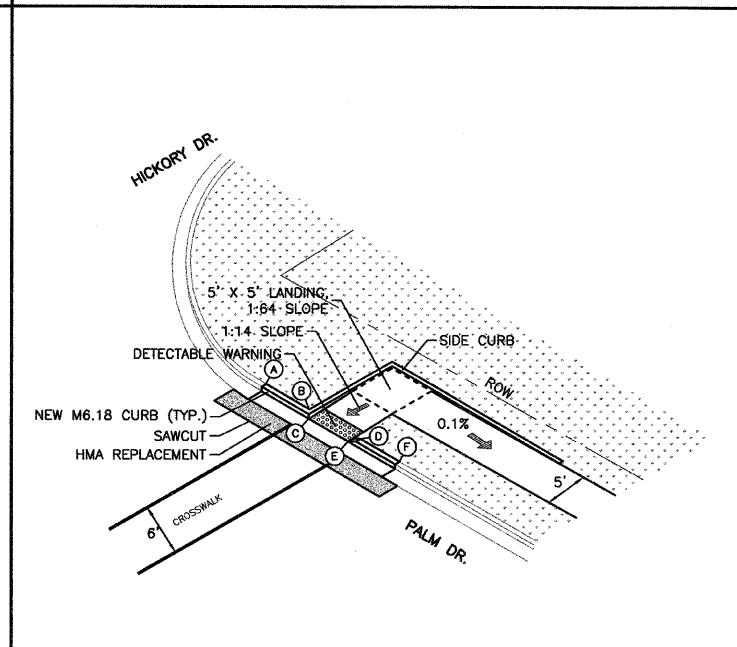 HICKORY DR.
5' X 5' LANDING,
1:64 SLOPE
1:14 SLOPE
DETECTABLE WARNING
SIDE CURB
A
B
ROW
NEW M6.18 CURB (TYP.)
SAWCUT
HMA REPLACEMENT
C
D
E
F
0.1%
5'
6'
CROSSWALK
PALM DR.